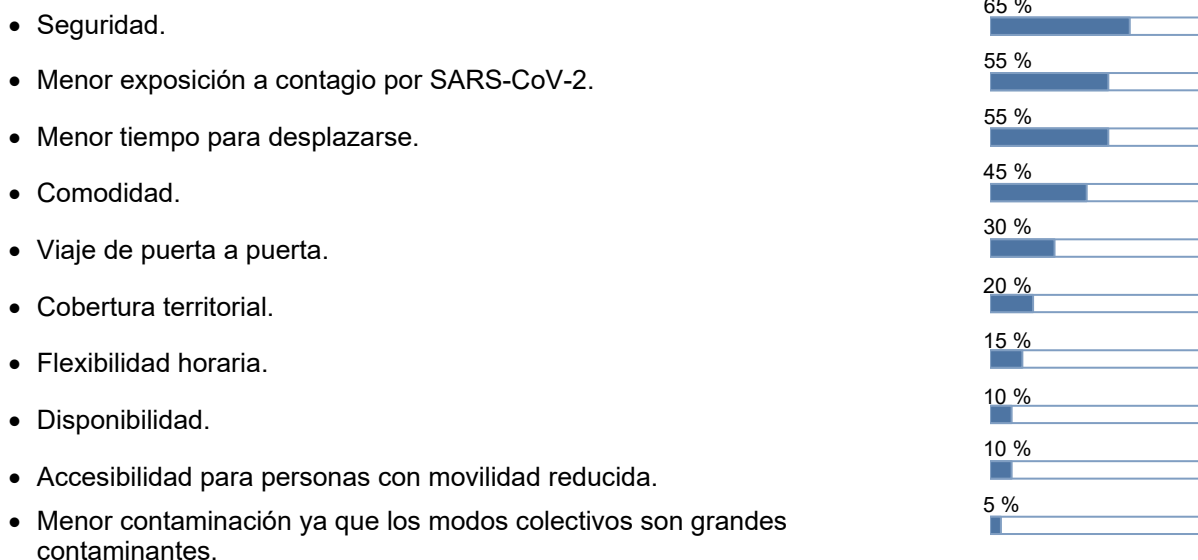 65 %
• Seguridad.
55 %
• Menor exposición a contagio por SARS-CoV-2.
55 %
• Menor tiempo para desplazarse.
45 %
• Comodidad.
30 %
• Viaje de puerta a puerta.
20 %
• Cobertura territorial.
15 %
• Flexibilidad horaria.
10 %
• Disponibilidad.
10 %
• Accesibilidad para personas con movilidad reducida.
5 %
• Menor contaminación ya que los modos colectivos son grandes
contaminantes.